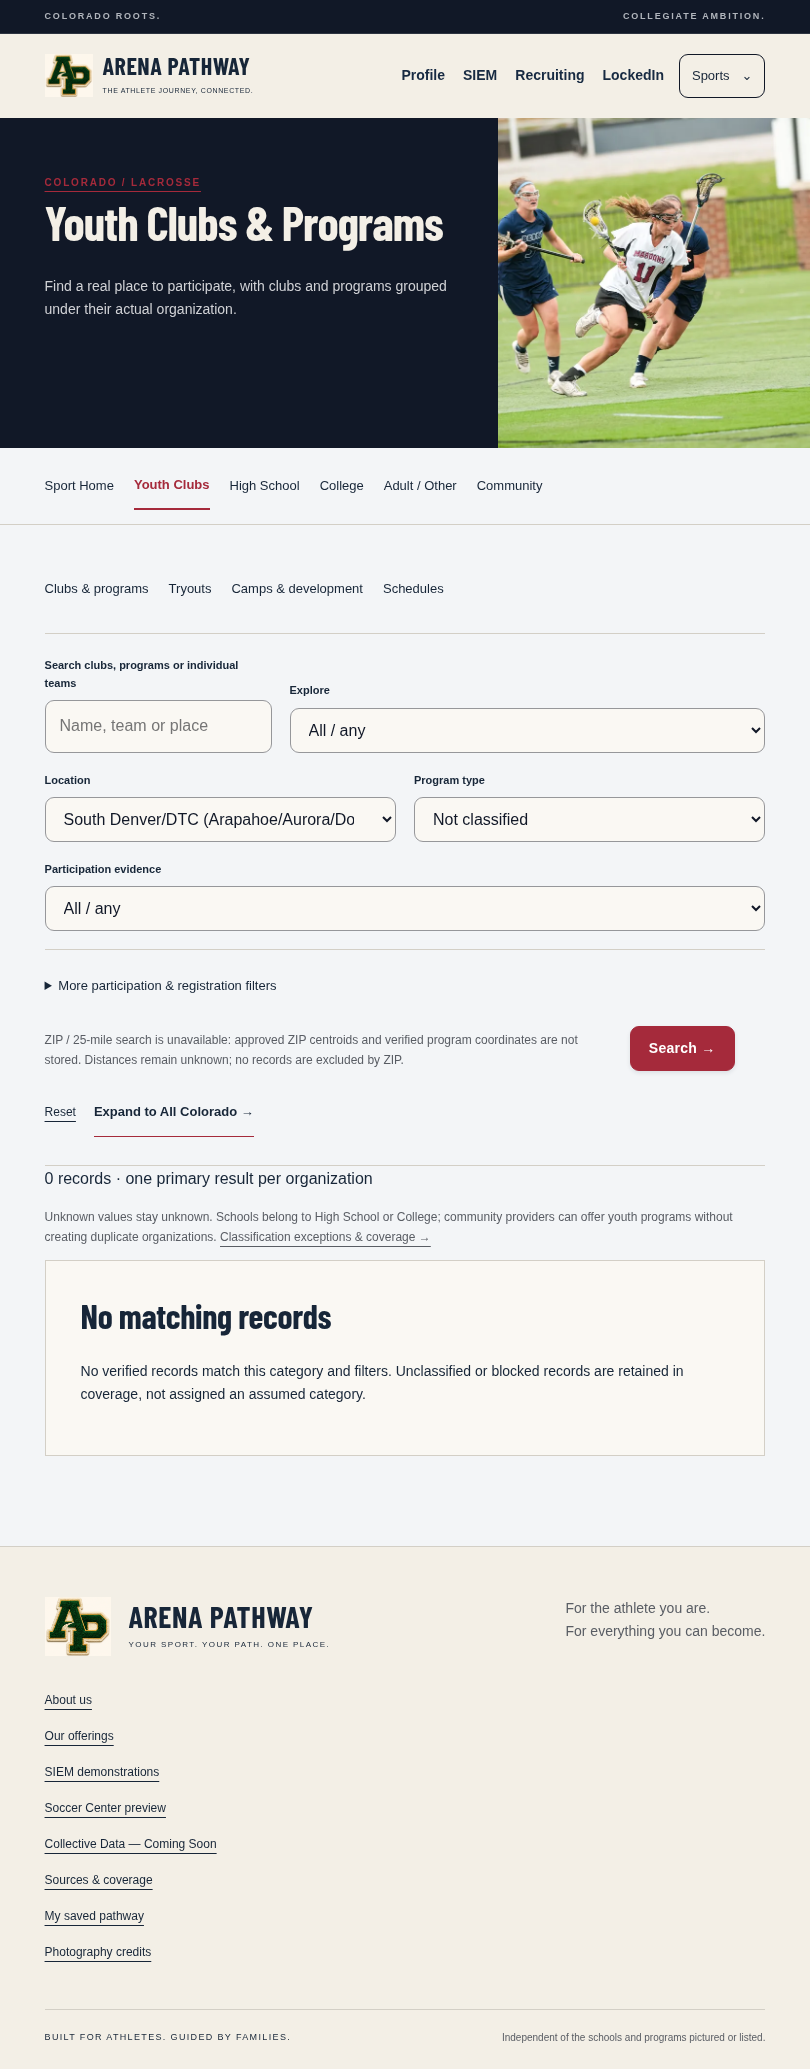 COLORADO ROOTS.
COLLEGIATE AMBITION.
AP
ARENA PATHWAY
THE ATHLETE JOURNEY, CONNECTED.
Profile
SIEM
Recruiting
LockedIn
Sports
COLORADO / LACROSSE
Youth Clubs & Programs
Find a real place to participate, with clubs and programs grouped
under their actual organization.
11
Sport Home
Youth Clubs
High School
College
Adult / Other
Community
Clubs & programs
Tryouts
Camps & development
Schedules
Search clubs, programs or individual
teams
Name, team or place
Explore
All / any
Location
South Denver/DTC (Arapahoe/Aurora/Do
Program type
Not classified
Participation evidence
All / any
More participation & registration filters
ZIP / 25-mile search is unavailable: approved ZIP centroids and verified program coordinates are not
stored. Distances remain unknown; no records are excluded by ZIP.
Search →
Reset
Expand to All Colorado →
0 records · one primary result per organization
Unknown values stay unknown. Schools belong to High School or College; community providers can offer youth programs without
creating duplicate organizations. Classification exceptions & coverage →
No matching records
No verified records match this category and filters. Unclassified or blocked records are retained in
coverage, not assigned an assumed category.
AP
ARENA PATHWAY
YOUR SPORT. YOUR PATH. ONE PLACE.
For the athlete you are.
For everything you can become.
About us
Our offerings
SIEM demonstrations
Soccer Center preview
Collective Data — Coming Soon
Sources & coverage
My saved pathway
Photography credits
BUILT FOR ATHLETES. GUIDED BY FAMILIES.
Independent of the schools and programs pictured or listed.